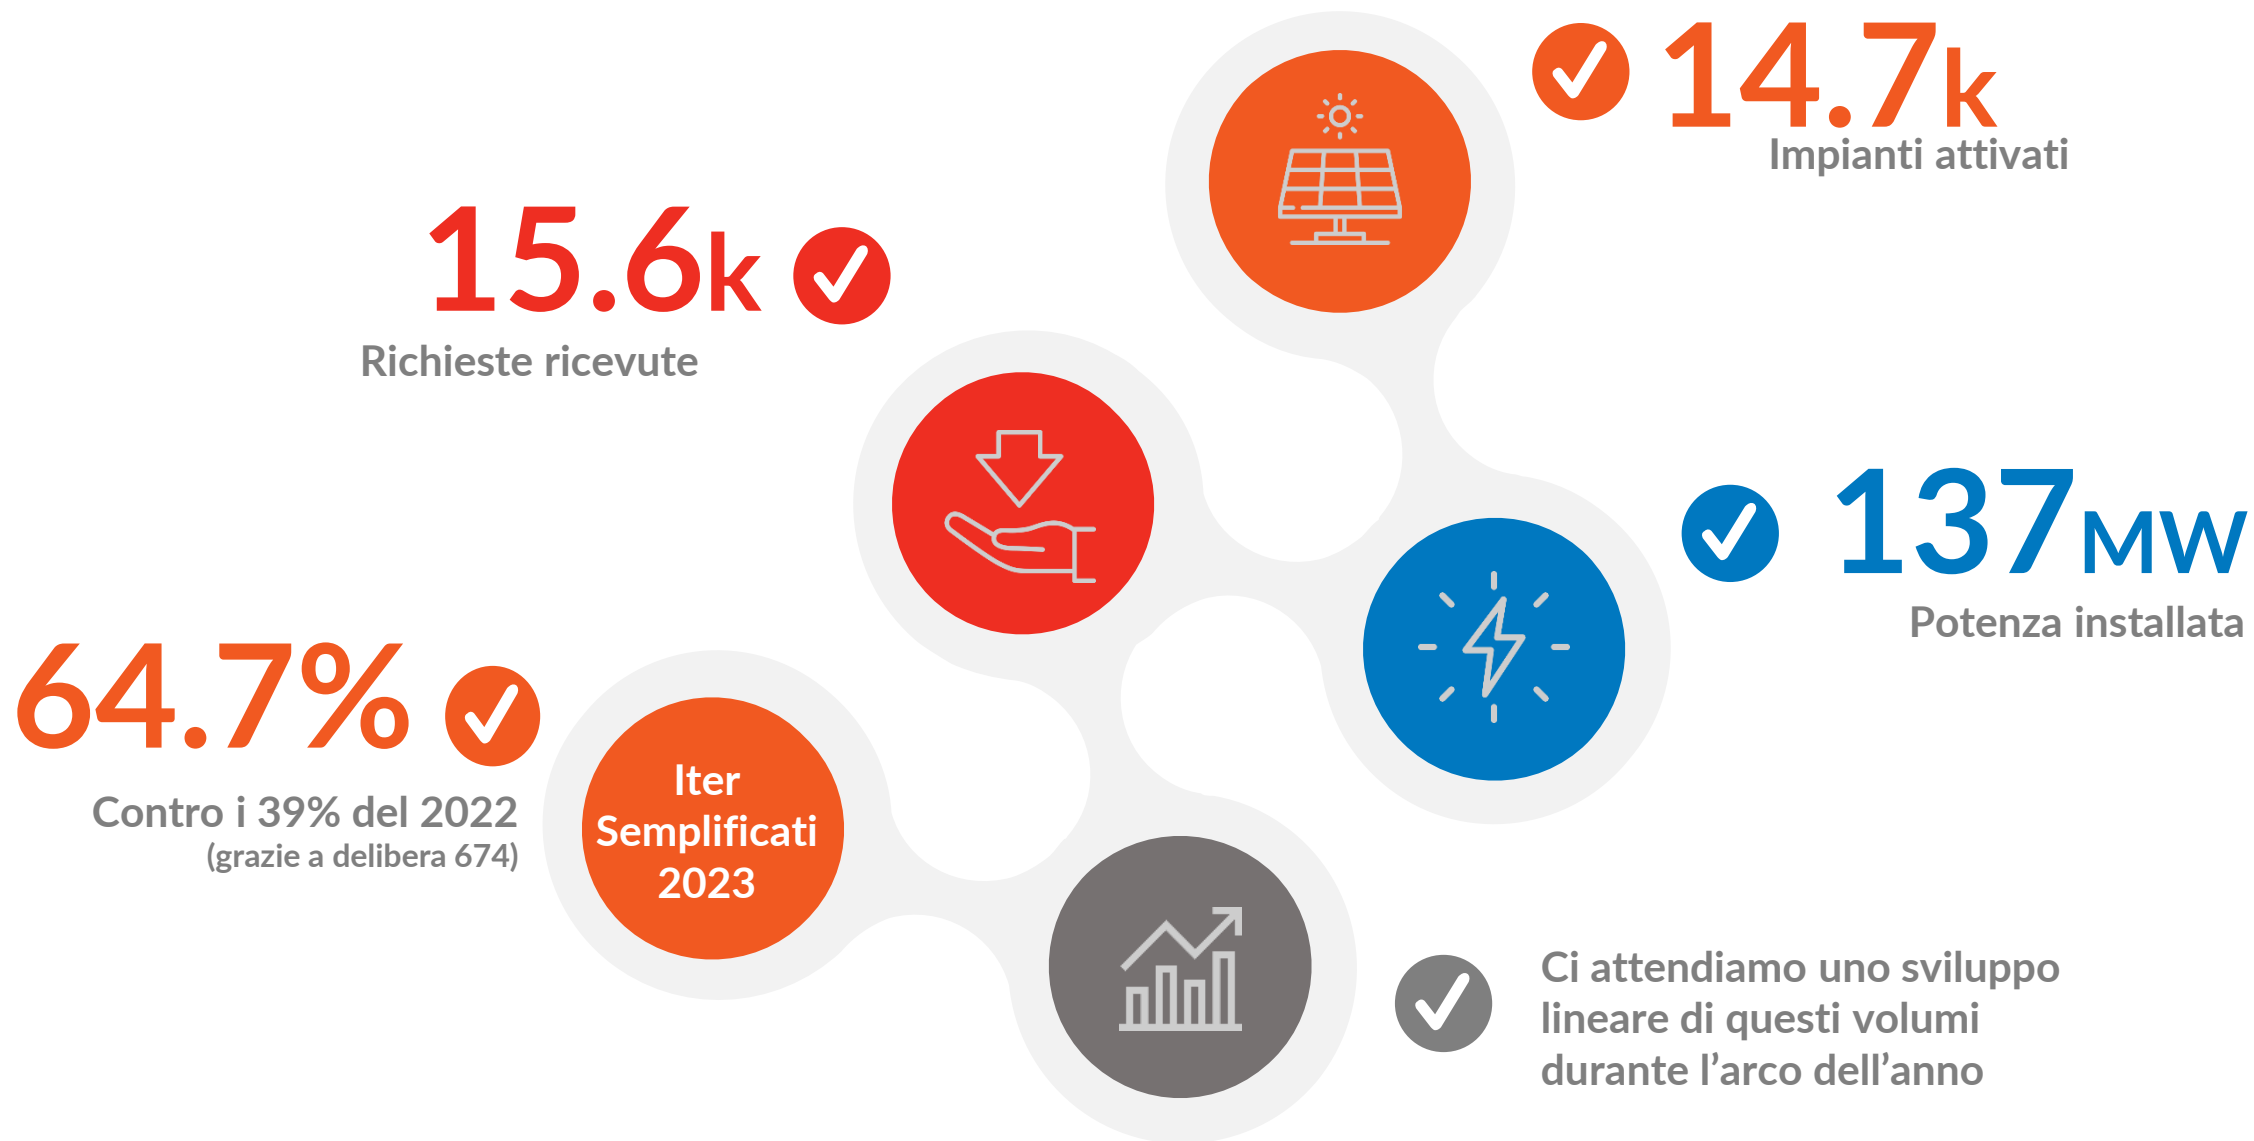 14.7k
Impianti attivati
15.6k
Richieste ricevute
137MW
Potenza installata
64.7%
Contro i 39% del 2022
(grazie a delibera 674)
Iter
Semplificati
2023
Ci attendiamo uno sviluppo
lineare di questi volumi
durante l’arco dell’anno